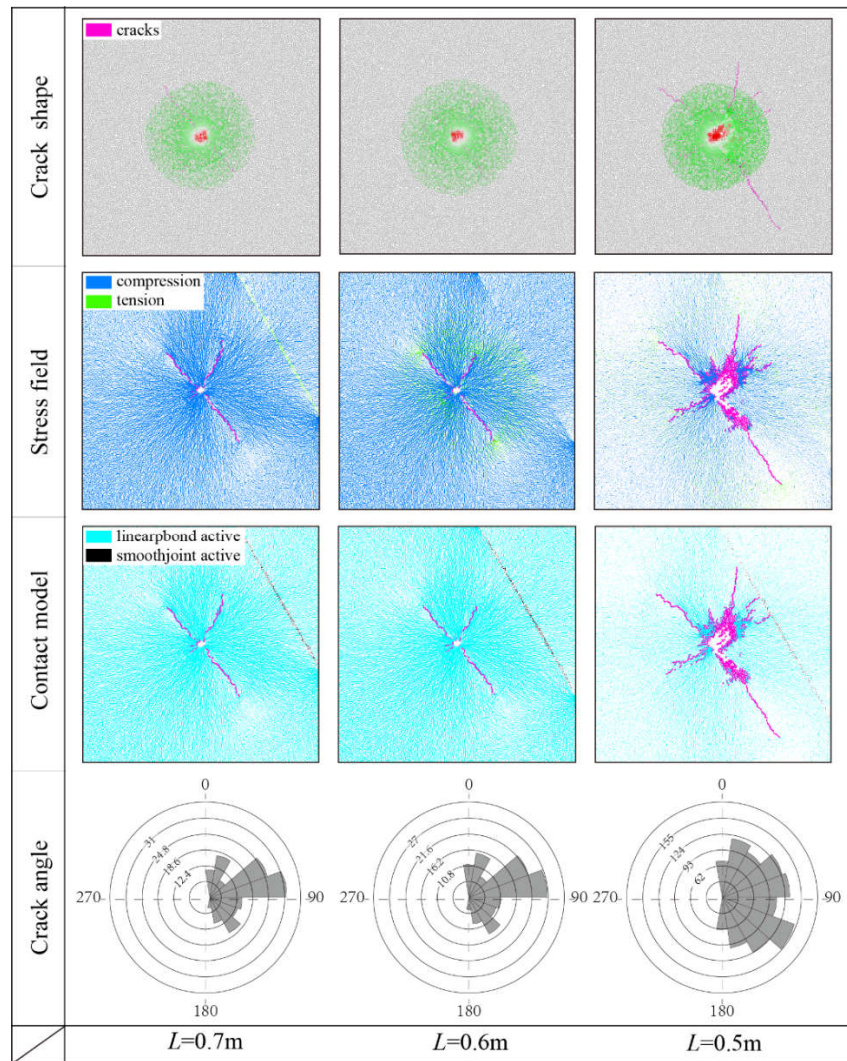 Crack shape
cracks
Stress field
compression
tension
Contact model
linearpbond active
smoothjoint active
Crack angle
0
31
24.8
18.6
12.4
270
90
180
0
27
21.6
16.2
10.8
270
90
180
0
155
124
93
62
270
90
180
L=0.7m
L=0.6m
L=0.5m